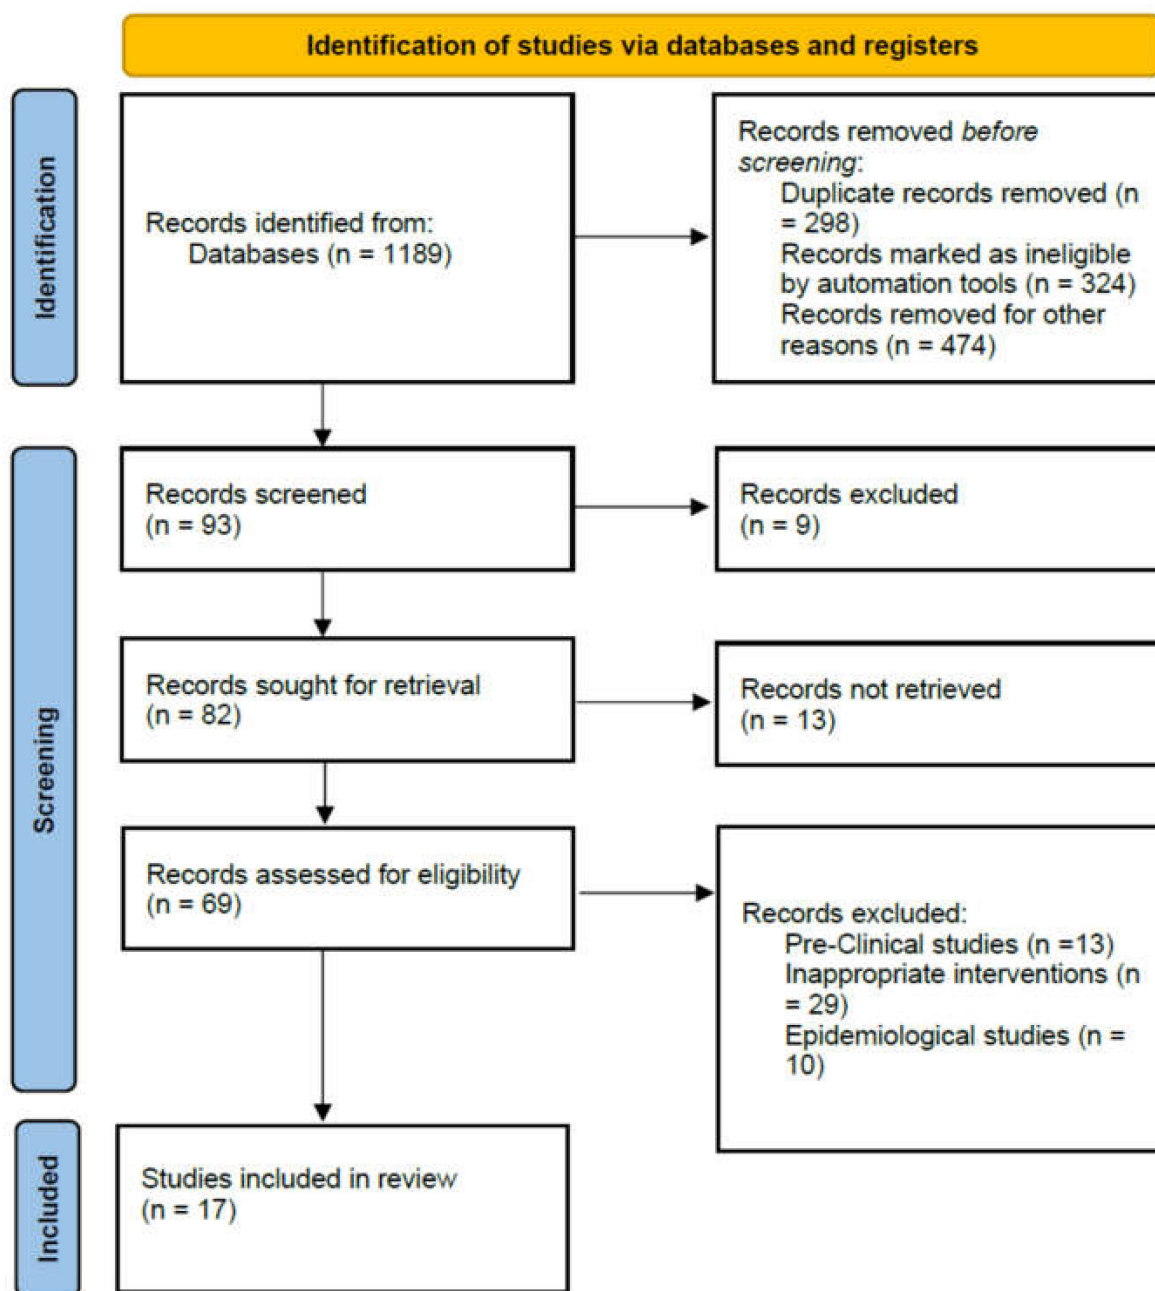 Identification of studies via databases and registers
Identification
Records identified from:
Databases (n = 1189)
Records removed before
screening:
Duplicate records removed (n
= 298)
Records marked as ineligible
by automation tools (n = 324)
Records removed for other
reasons (n = 474)
Screening
Records screened
(n = 93)
Records excluded
(n = 9)
Records sought for retrieval
(n = 82)
Records not retrieved
(n = 13)
Records assessed for eligibility
(n = 69)
Records excluded:
Pre-Clinical studies (n =13)
Inappropriate interventions (n
= 29)
Epidemiological studies (n =
10)
Included
Studies included in review
(n = 17)